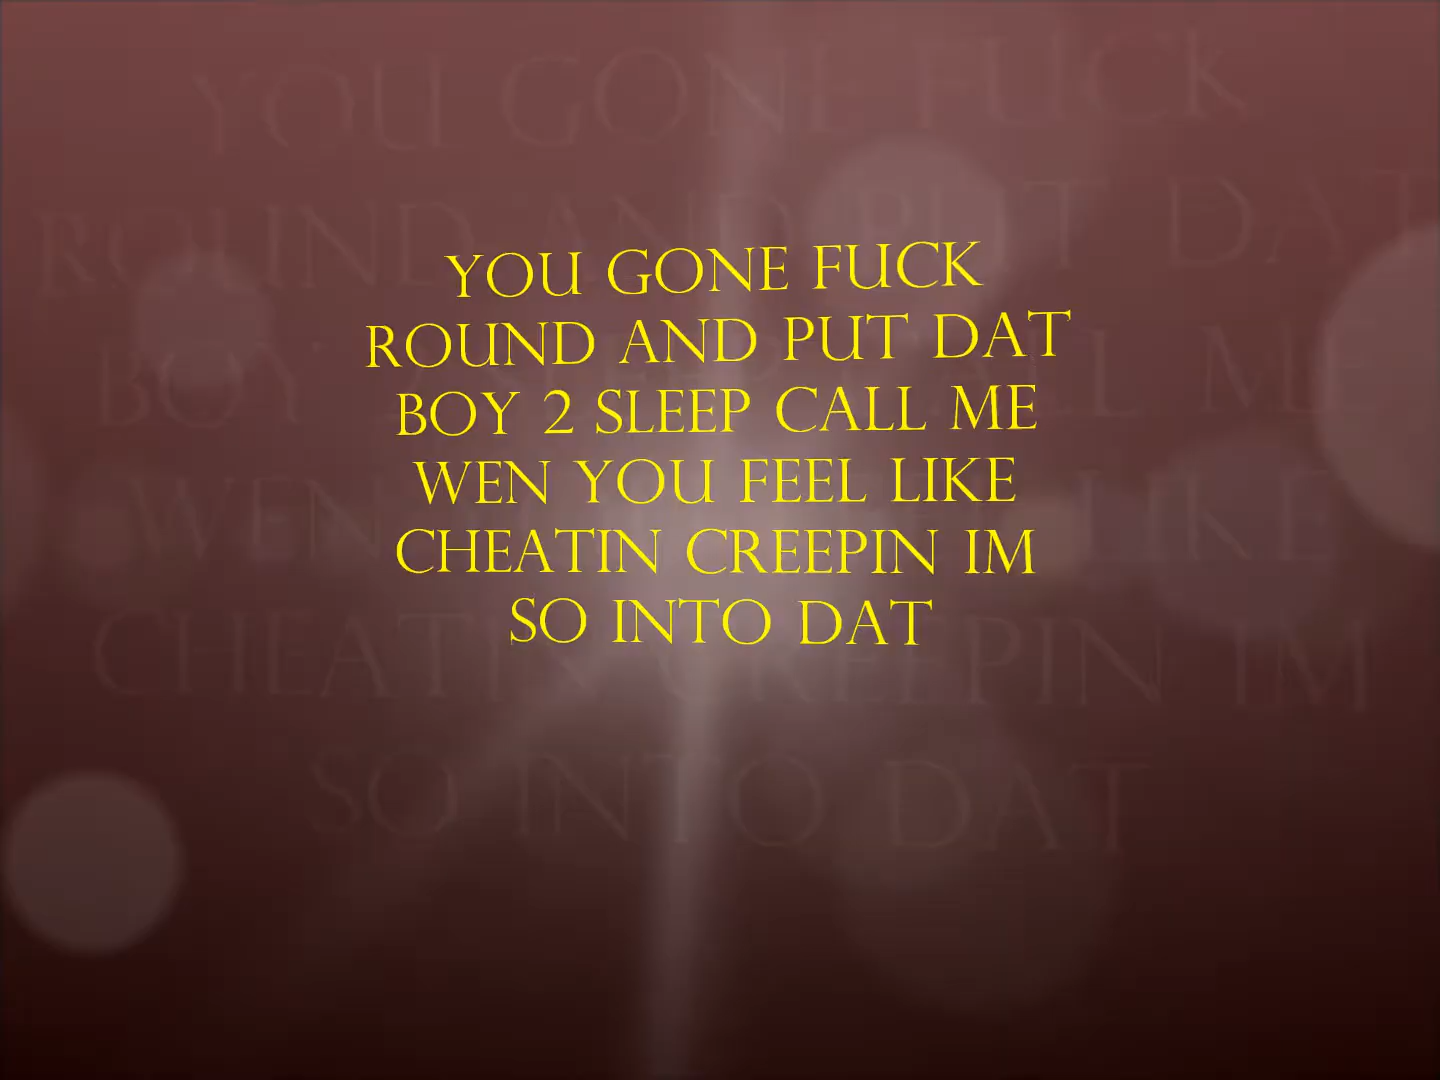 YOU GONE FUCK
ROUND AND PUT DAT
BOY 2 SLEEP CALL ME
WEN YOU FEEL LIKE
CHEATIN CREEPIN IM
SO INTO DAT